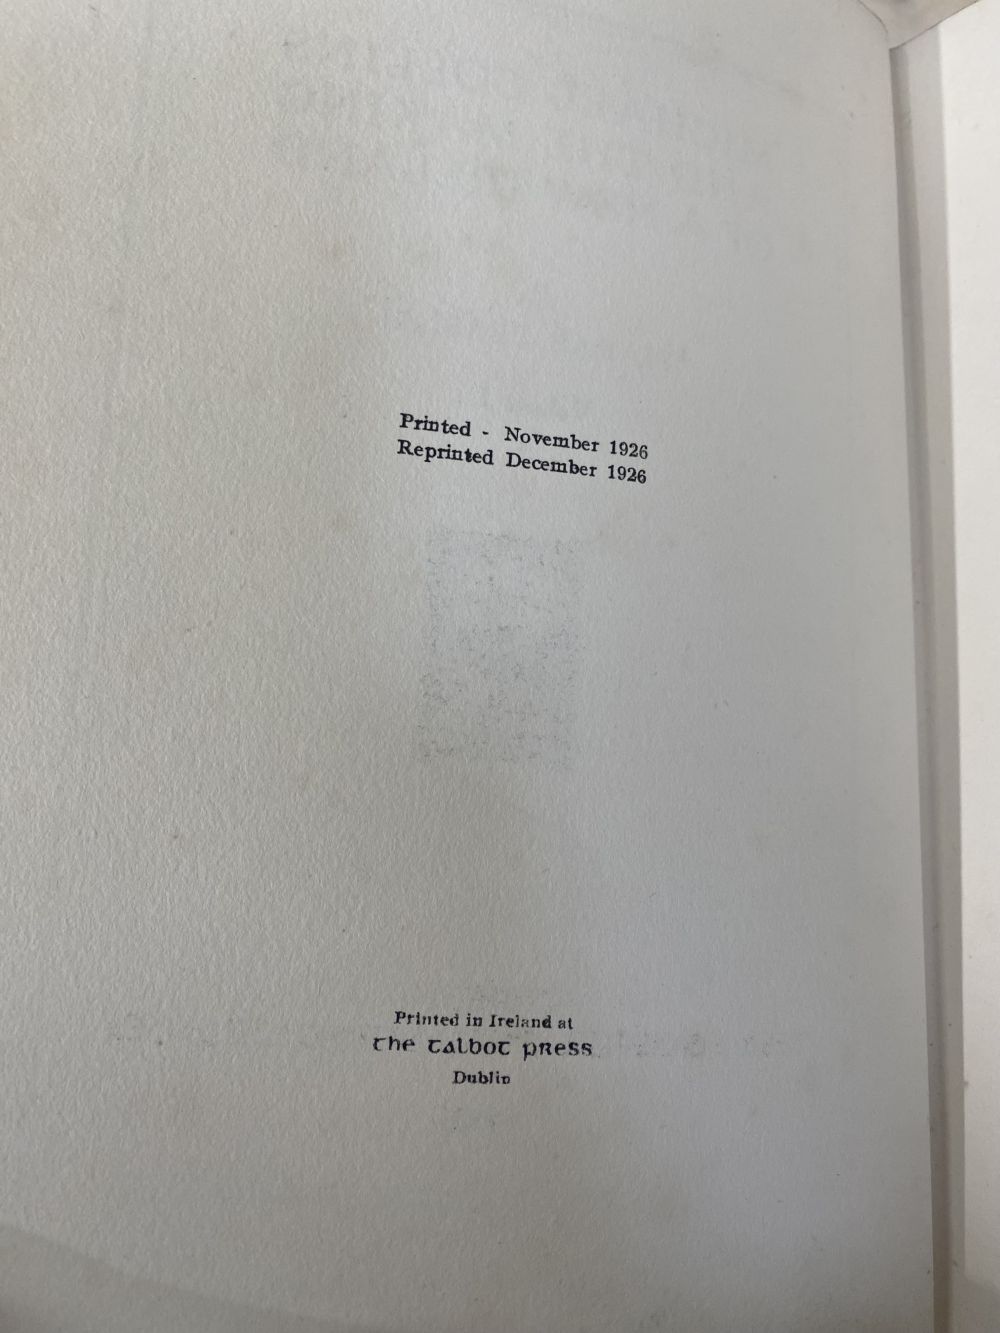 Printed - November 1926
Reprinted December 1926
Printed in Ireland at
the talbot press
Dublin